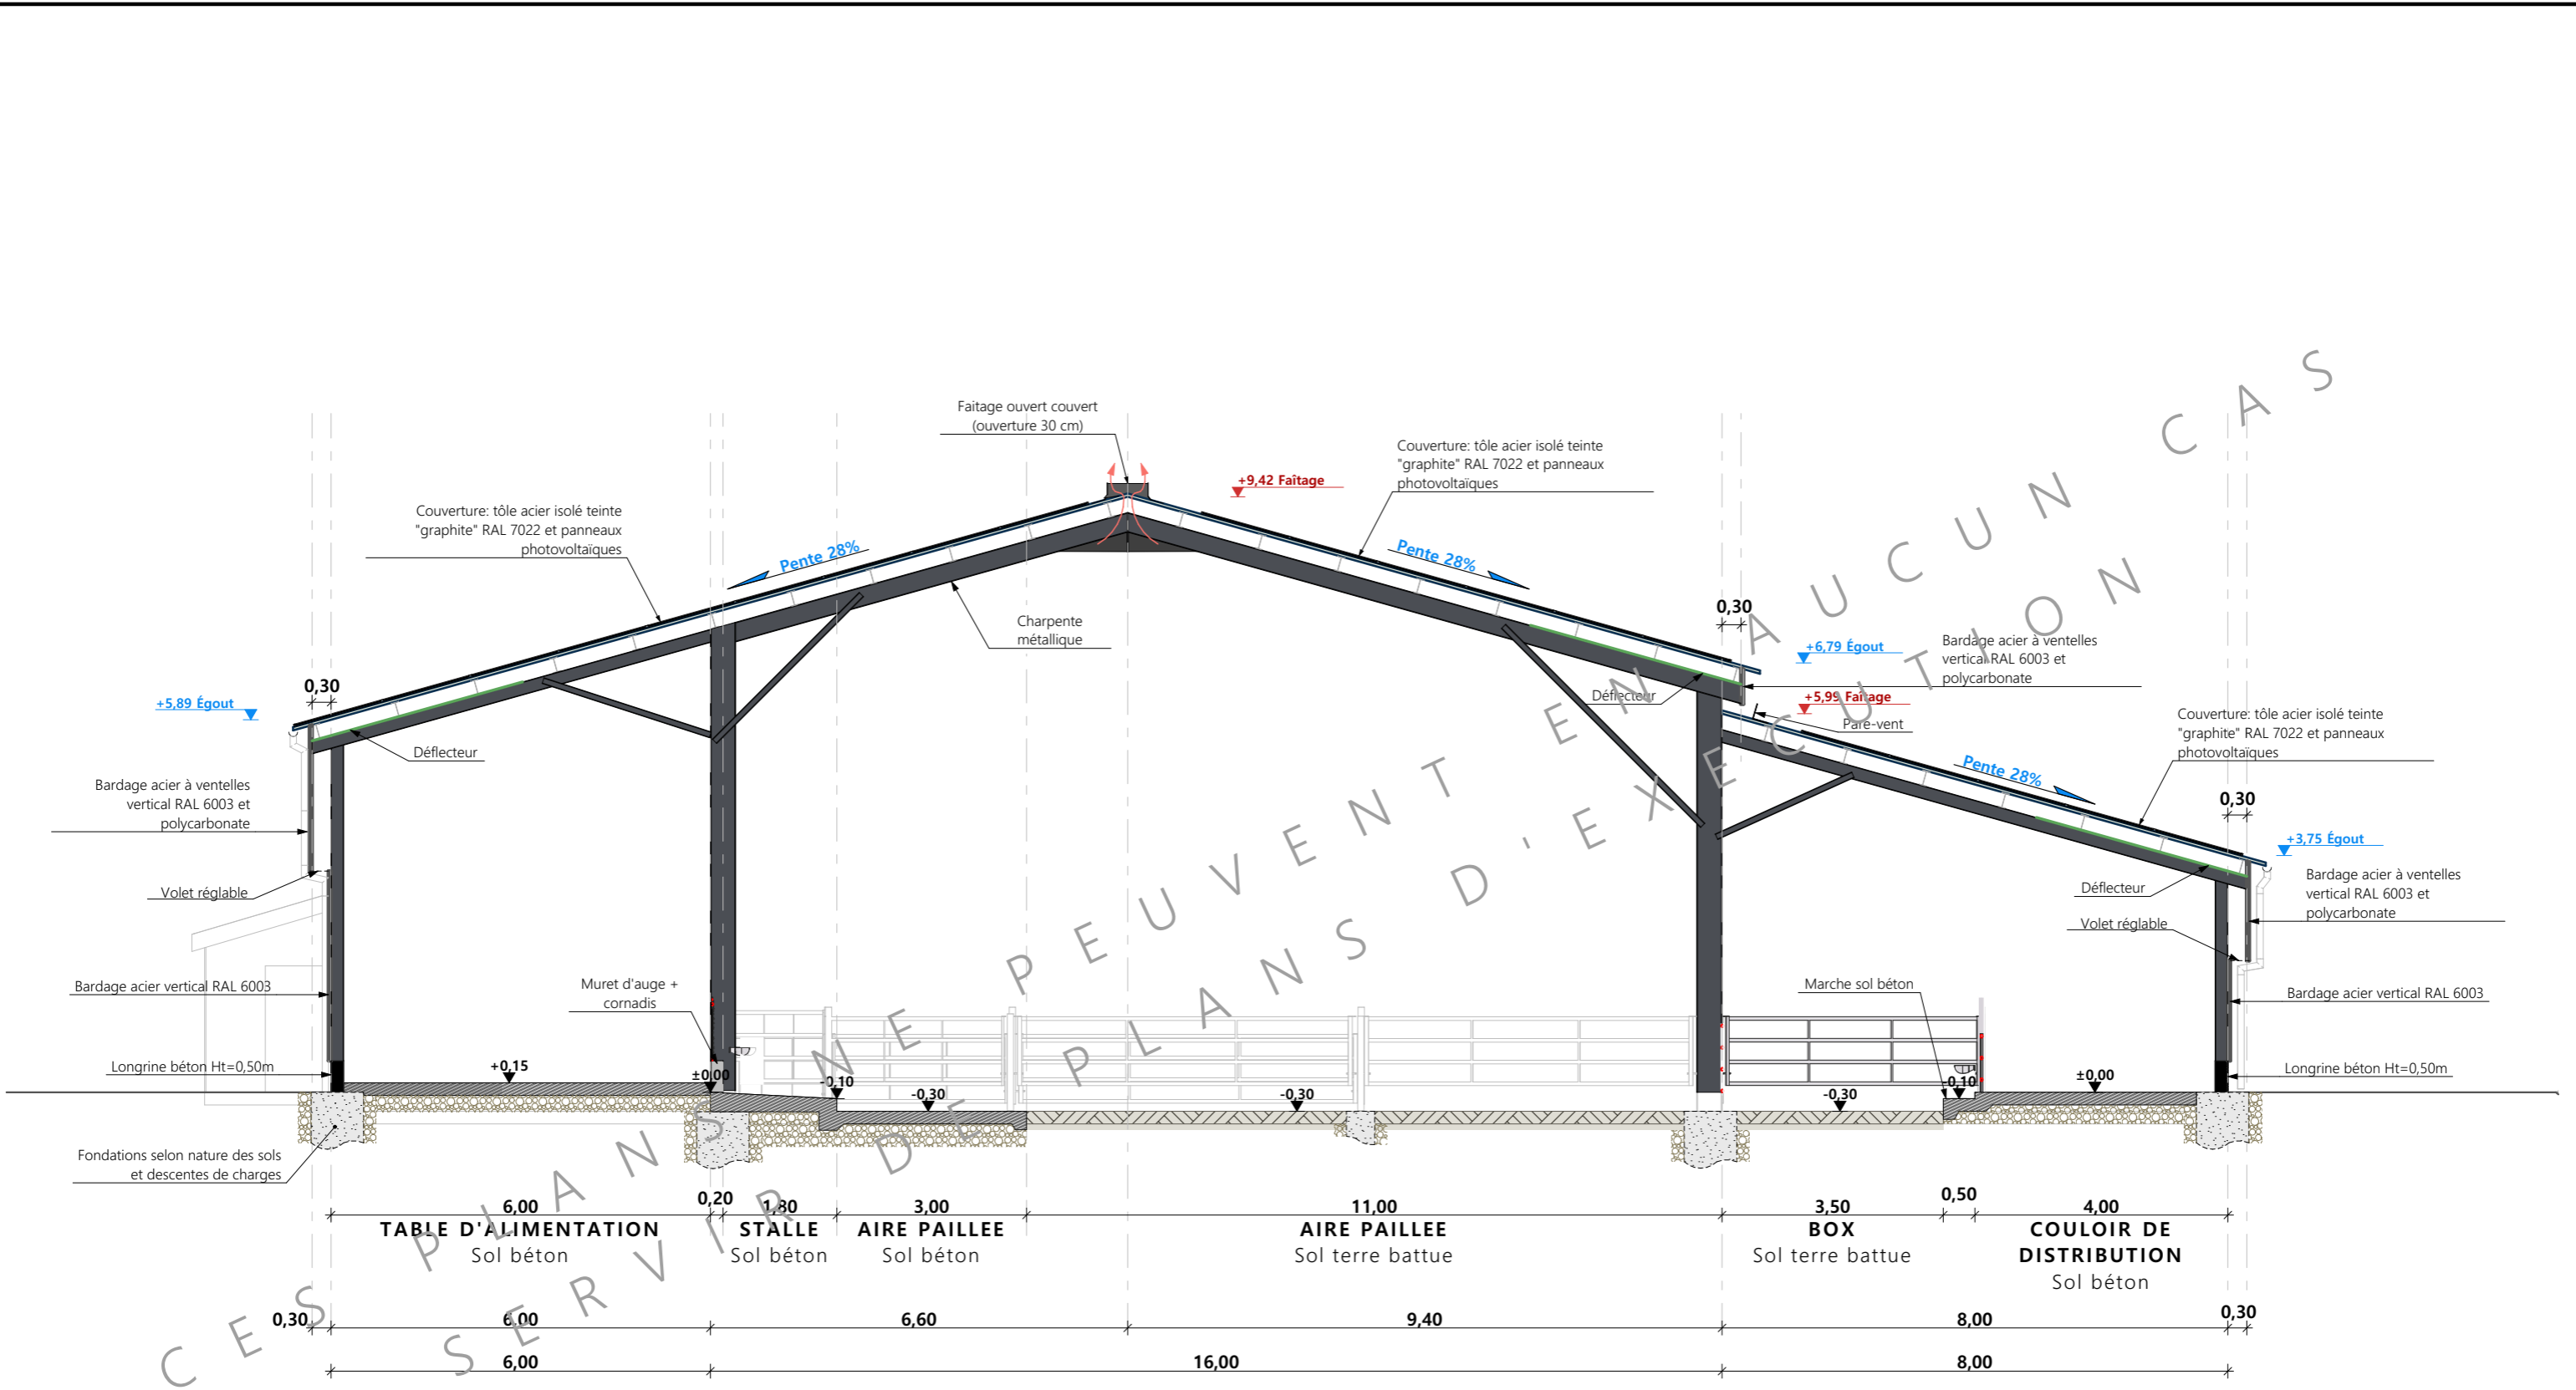 Faitage ouvert couvert
(ouverture 30 cm)
Couverture: tôle acier isolé teinte
"graphite" RAL 7022 et panneaux
photovoltaïques
+9,42 Faîtage
Couverture: tôle acier isolé teinte
"graphite" RAL 7022 et panneaux
photovoltaïques
Pente 28%
Pente 28%
Charpente
métallique
0,30
+6,79 Égout
Bardage acier à ventelles
vertical RAL 6003 et
polycarbonate
0,30
+5,89 Égout
Déflecteur
+5,99 Faîtage
Pare-vent
Couverture: tôle acier isolé teinte
"graphite" RAL 7022 et panneaux
photovoltaïques
Déflecteur
Pente 28%
Bardage acier à ventelles
vertical RAL 6003 et
polycarbonate
0,30
+3,75 Égout
Volet réglable
Déflecteur
Bardage acier à ventelles
vertical RAL 6003 et
polycarbonate
Volet réglable
Bardage acier vertical RAL 6003
Muret d'auge +
cornadis
Marche sol béton
Bardage acier vertical RAL 6003
Longrine béton Ht=0,50m
+0,15
±0,00
-0,10
-0,30
-0,30
-0,30
-0,10
±0,00
Longrine béton Ht=0,50m
Fondations selon nature des sols
et descentes de charges
6,00
0,20
1,80
3,00
11,00
3,50
0,50
4,00
TABLE D'ALIMENTATION
Sol béton
STALLE
Sol béton
AIRE PAILLEE
Sol béton
AIRE PAILLEE
Sol terre battue
BOX
Sol terre battue
COULOIR DE
DISTRIBUTION
Sol béton
0,30
6,00
6,60
9,40
8,00
0,30
6,00
16,00
8,00
CES PLANS NE PEUVENT EN AUCUN CAS
SERVIR DE PLANS D'EXECUTION